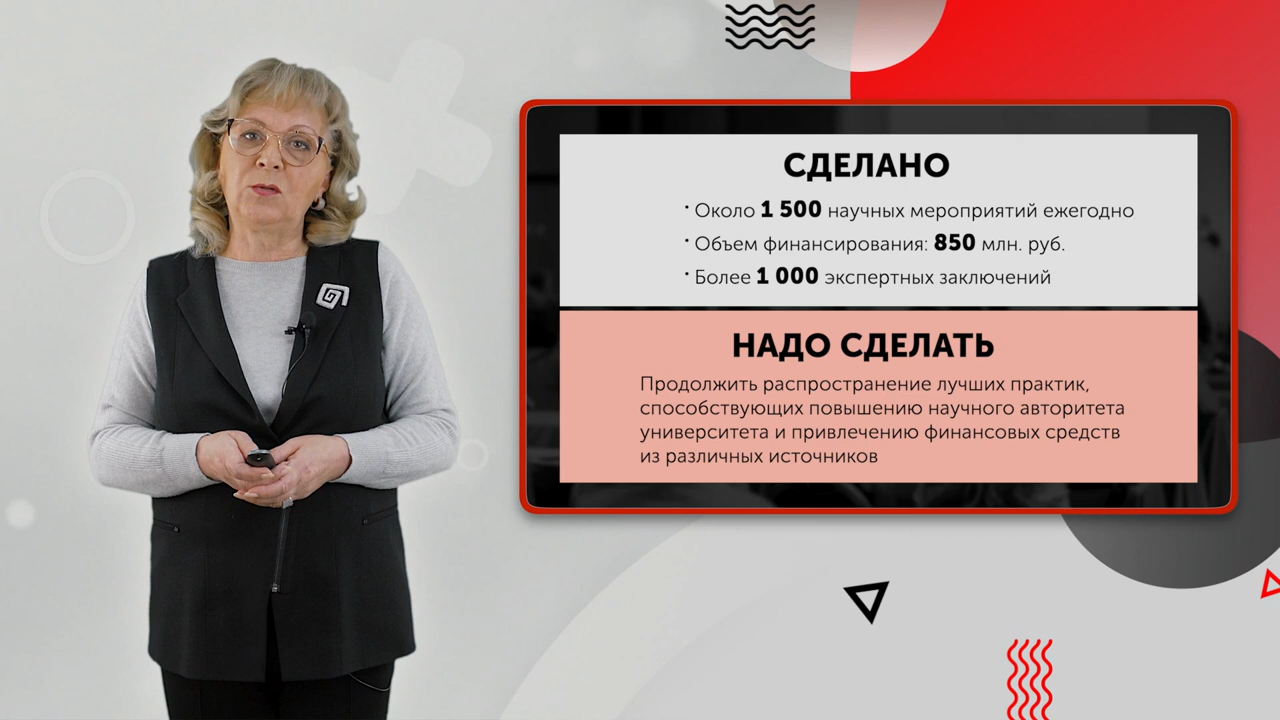 СДЕЛАНО
· Около 1 500 научных мероприятий ежегодно
· Объем финансирования: 850 млн. руб.
· Более 1 000 экспертных заключений
НАДО СДЕЛАТЬ
Продолжить распространение лучших практик,
способствующих повышению научного авторитета
университета и привлечению финансовых средств
из различных источников